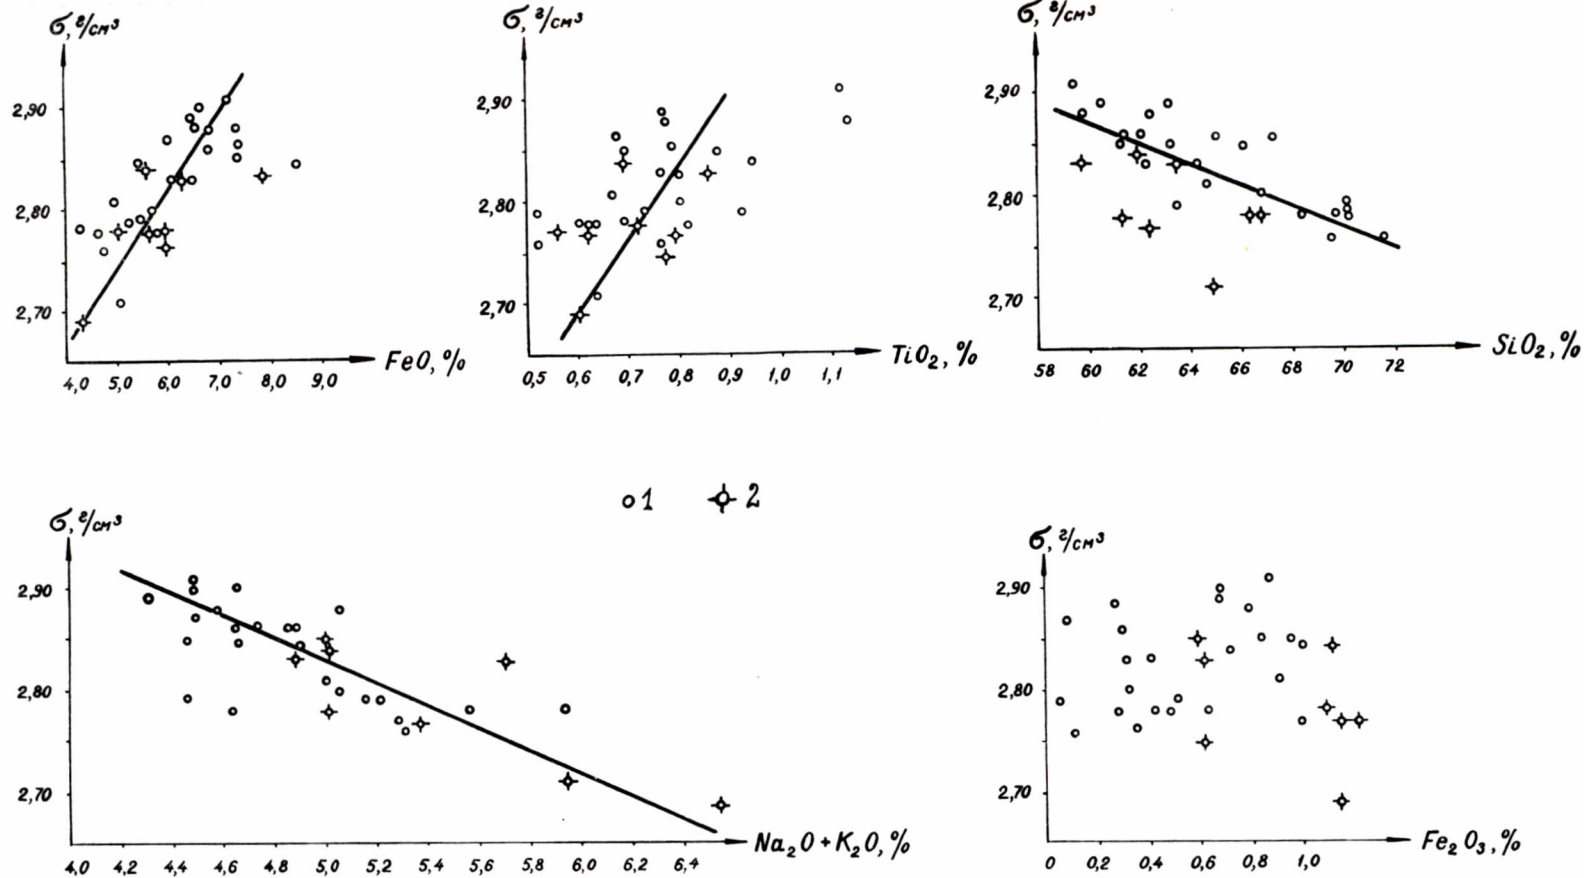 σ, г/см³
2,90
2,80
2,70
4,0 5,0 6,0 7,0 8,0 9,0
FeO, %
σ, г/см³
2,90
2,80
2,70
0,5 0,6 0,7 0,8 0,9 1,0 1,1
TiO₂, %
σ, г/см³
2,90
2,80
2,70
58 60 62 64 66 68 70 72
SiO₂, %
1 2
σ, г/см³
2,90
2,80
2,70
4,0 4,2 4,4 4,6 4,8 5,0 5,2 5,4 5,6 5,8 6,0 6,2 6,4
Na₂O + K₂O, %
σ, г/см³
2,90
2,80
2,70
0 0,2 0,4 0,6 0,8 1,0
Fe₂O₃, %